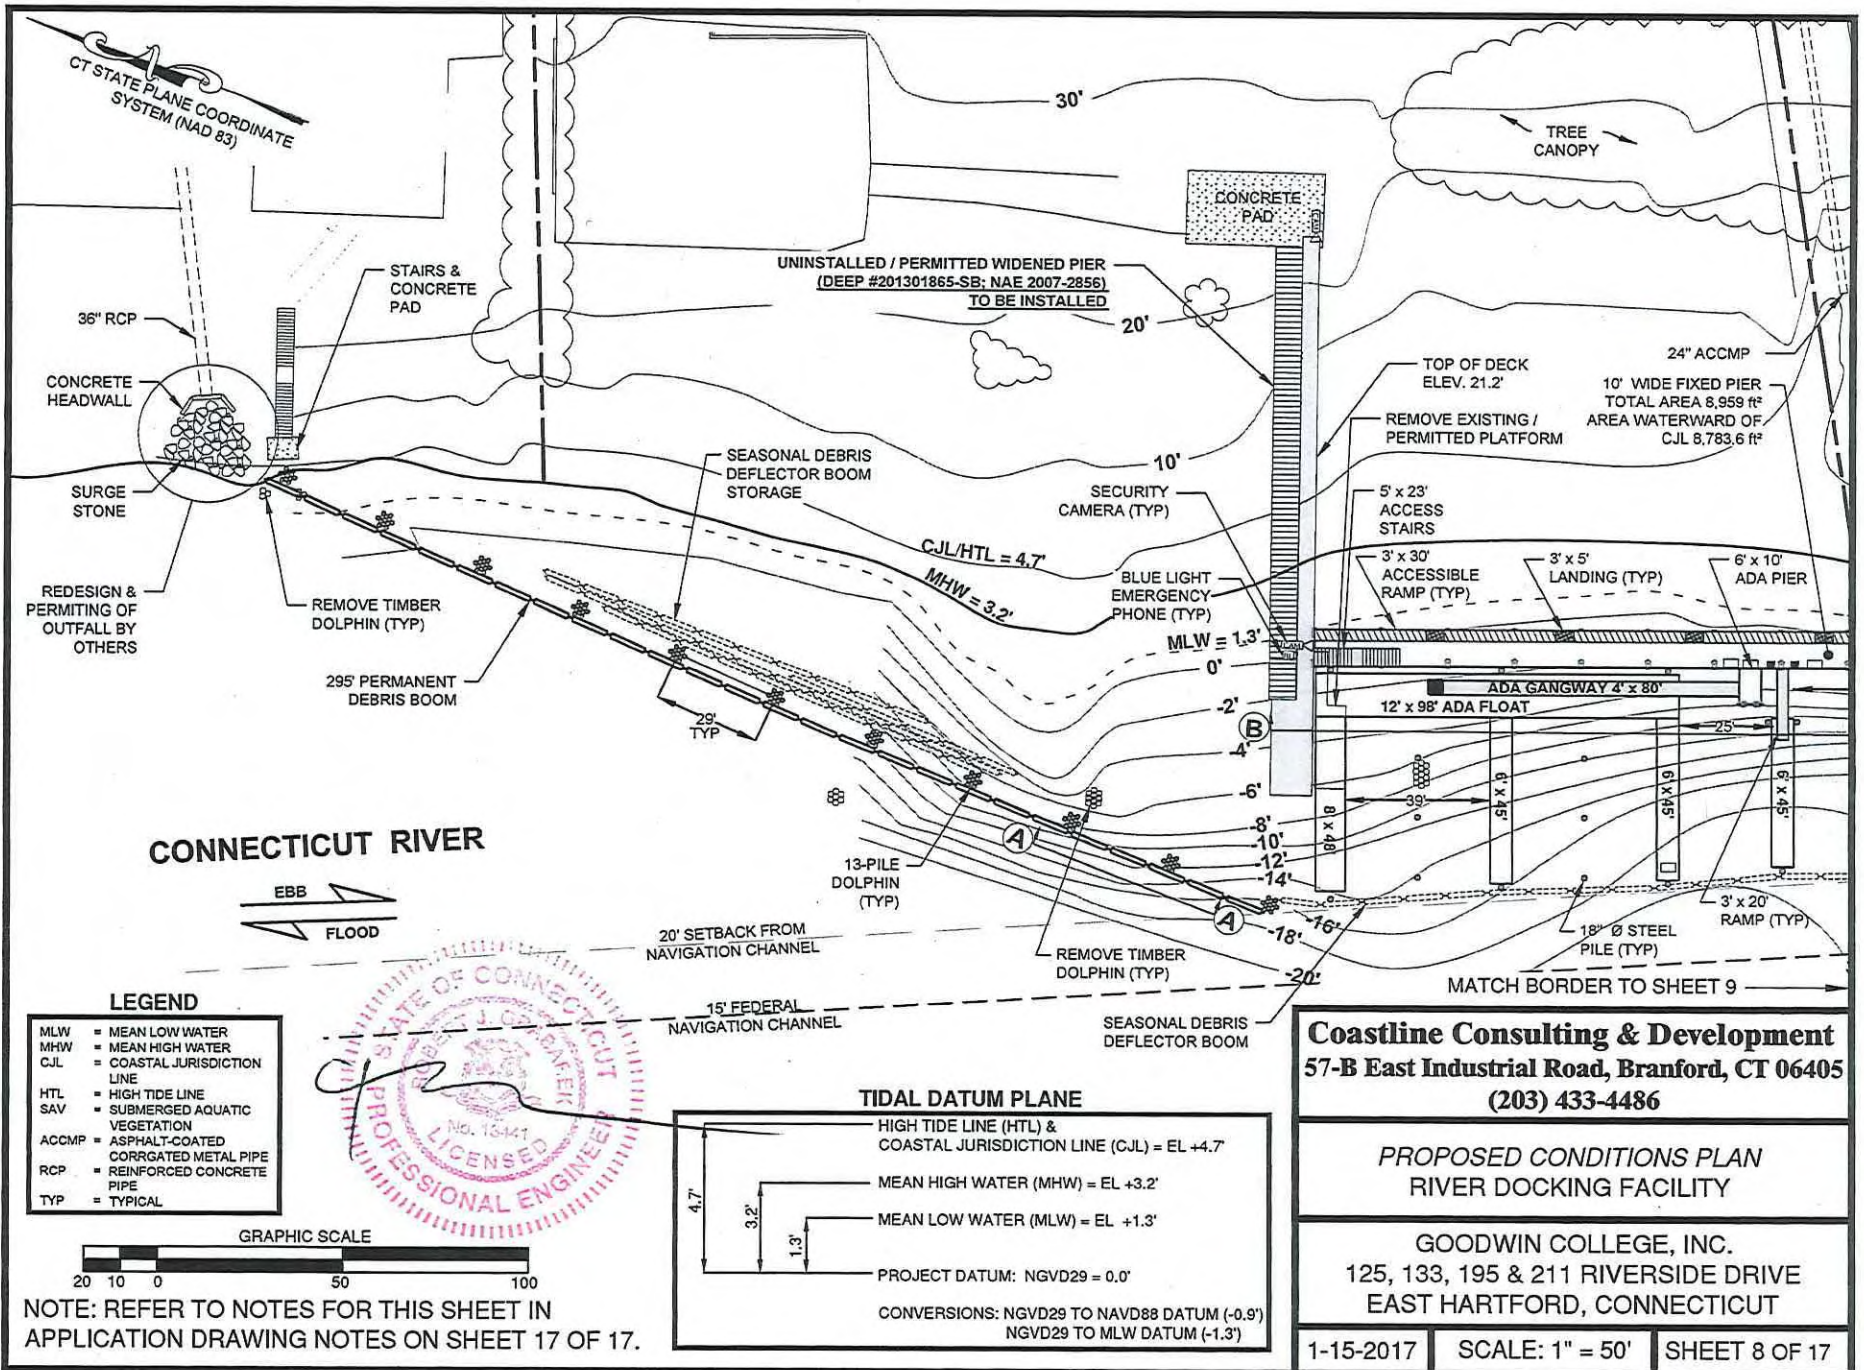 CT STATE PLANE COORDINATE
SYSTEM (NAD 83)
30'
TREE
CANOPY
CONCRETE
PAD
UNINSTALLED / PERMITTED WIDENED PIER
(DEEP #201301865-SB; NAE 2007-2856)
TO BE INSTALLED
STAIRS &
CONCRETE
PAD
36" RCP
20'
CONCRETE
HEADWALL
TOP OF DECK
ELEV. 21.2'
24" ACCMP
10' WIDE FIXED PIER
TOTAL AREA 8,959 ft²
AREA WATERWARD OF
CJL 8,783.6 ft²
REMOVE EXISTING /
PERMITTED PLATFORM
10'
SEASONAL DEBRIS
DEFLECTOR BOOM
STORAGE
SURGE
STONE
SECURITY
CAMERA (TYP)
5' x 23'
ACCESS
STAIRS
CJL/HTL = 4.7'
MHW = 3.2'
3' x 30'
ACCESSIBLE
RAMP (TYP)
3' x 5'
LANDING (TYP)
6' x 10'
ADA PIER
BLUE LIGHT
EMERGENCY
PHONE (TYP)
REDESIGN &
PERMITING OF
OUTFALL BY
OTHERS
REMOVE TIMBER
DOLPHIN (TYP)
MLW = 1.3'
0'
295' PERMANENT
DEBRIS BOOM
ADA GANGWAY 4' x 80'
12' x 98' ADA FLOAT
-2'
29'
TYP
B
25'
-4'
-6'
39'
8' x 48'
6' x 45'
6' x 45'
6' x 45'
-8'
-10'
-12'
-14'
A
A
CONNECTICUT RIVER
EBB
FLOOD
13-PILE
DOLPHIN
(TYP)
-16'
-18'
-20'
3' x 20'
RAMP (TYP)
18" Ø STEEL
PILE (TYP)
20' SETBACK FROM
NAVIGATION CHANNEL
REMOVE TIMBER
DOLPHIN (TYP)
MATCH BORDER TO SHEET 9
15' FEDERAL
NAVIGATION CHANNEL
SEASONAL DEBRIS
DEFLECTOR BOOM
LEGEND
MLW = MEAN LOW WATER
MHW = MEAN HIGH WATER
CJL = COASTAL JURISDICTION
LINE
HTL = HIGH TIDE LINE
SAV = SUBMERGED AQUATIC
VEGETATION
ACCMP = ASPHALT-COATED
CORRGATED METAL PIPE
RCP = REINFORCED CONCRETE
PIPE
TYP = TYPICAL
STATE OF CONNECTICUT
LICENSED
PROFESSIONAL ENGINEER
GRAPHIC SCALE
20 10 0 50 100
NOTE: REFER TO NOTES FOR THIS SHEET IN
APPLICATION DRAWING NOTES ON SHEET 17 OF 17.
TIDAL DATUM PLANE
HIGH TIDE LINE (HTL) &
COASTAL JURISDICTION LINE (CJL) = EL +4.7'
MEAN HIGH WATER (MHW) = EL +3.2'
MEAN LOW WATER (MLW) = EL +1.3'
4.7'
3.2'
1.3'
PROJECT DATUM: NGVD29 = 0.0'
CONVERSIONS: NGVD29 TO NAVD88 DATUM (-0.9')
NGVD29 TO MLW DATUM (-1.3')
Coastline Consulting & Development
57-B East Industrial Road, Branford, CT 06405
(203) 433-4486
PROPOSED CONDITIONS PLAN
RIVER DOCKING FACILITY
GOODWIN COLLEGE, INC.
125, 133, 195 & 211 RIVERSIDE DRIVE
EAST HARTFORD, CONNECTICUT
1-15-2017
SCALE: 1" = 50'
SHEET 8 OF 17